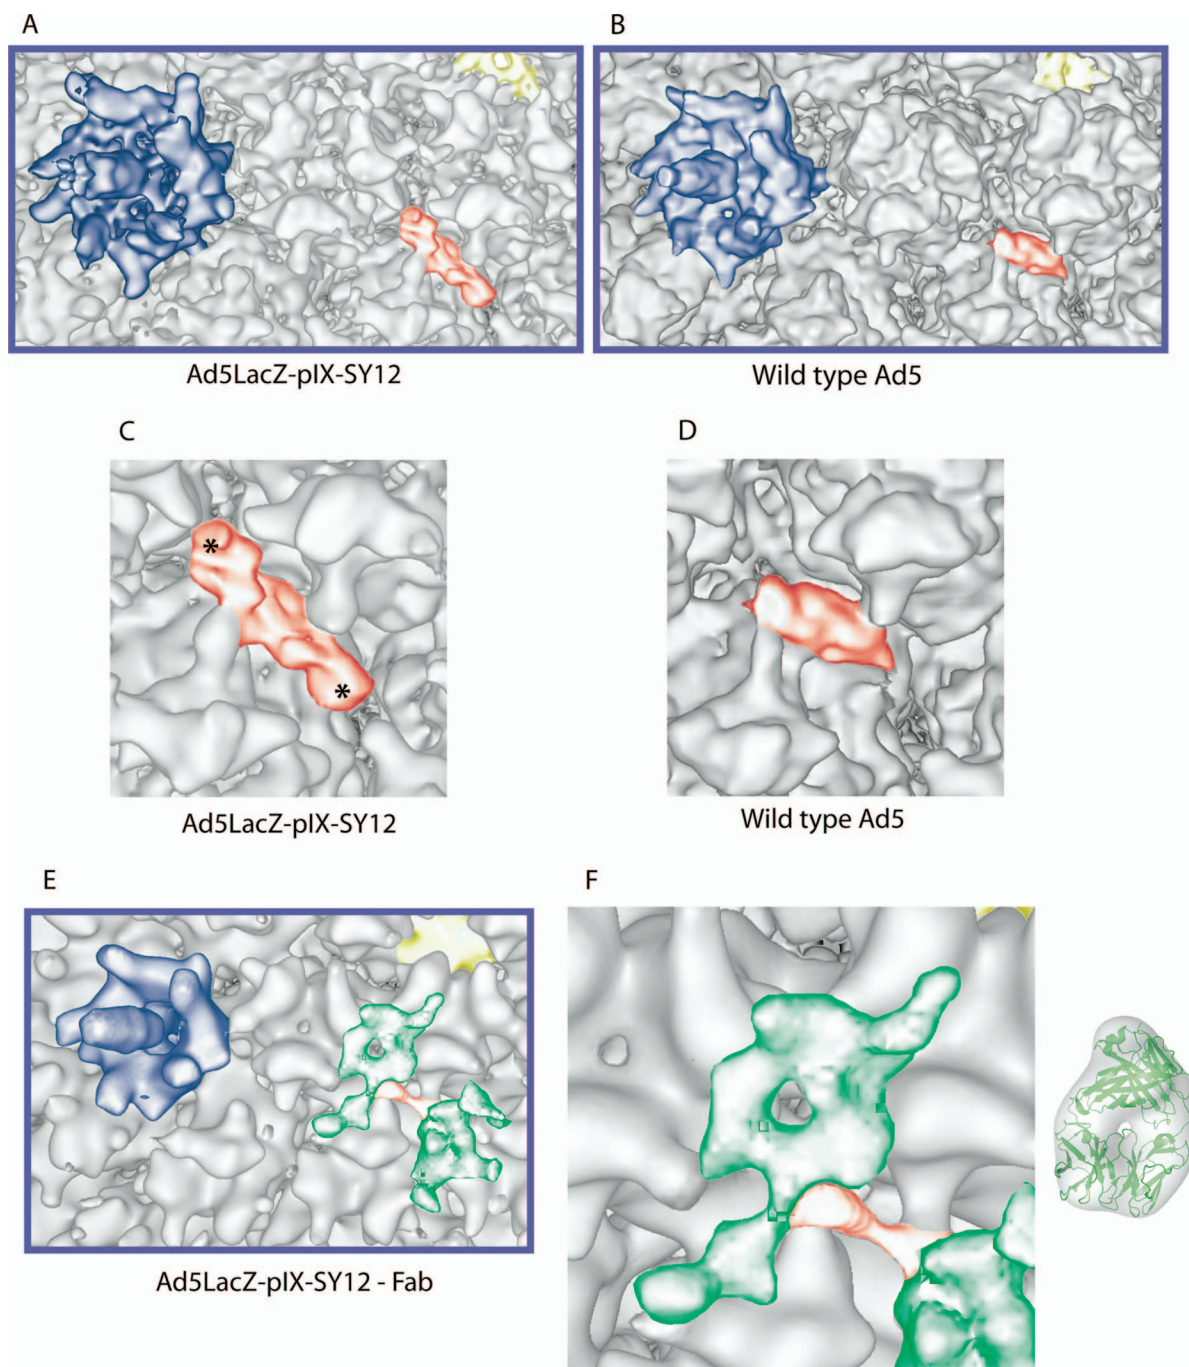 A
B
Ad5LacZ-pIX-SY12
Wild type Ad5
C
D
*
*
Ad5LacZ-pIX-SY12
Wild type Ad5
E
F
Ad5LacZ-pIX-SY12 - Fab